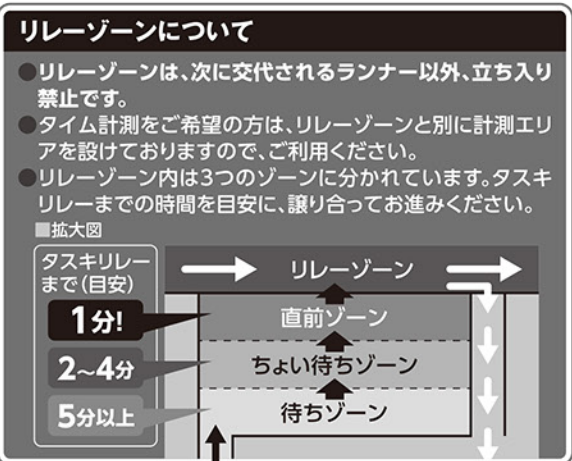 リレーゾーンについて
●リレーゾーンは、次に交代されるランナー以外、立ち入り
禁止です。
●タイム計測をご希望の方は、リレーゾーンと別に計測エリ
アを設けておりますので、ご利用ください。
●リレーゾーン内は3つのゾーンに分かれています。タスキ
リレーまでの時間を目安に、譲り合ってお進みください。
■拡大図
タスキリレー
まで(目安)
リレーゾーン
1分!
直前ゾーン
2~4分
ちょい待ちゾーン
5分以上
待ちゾーン